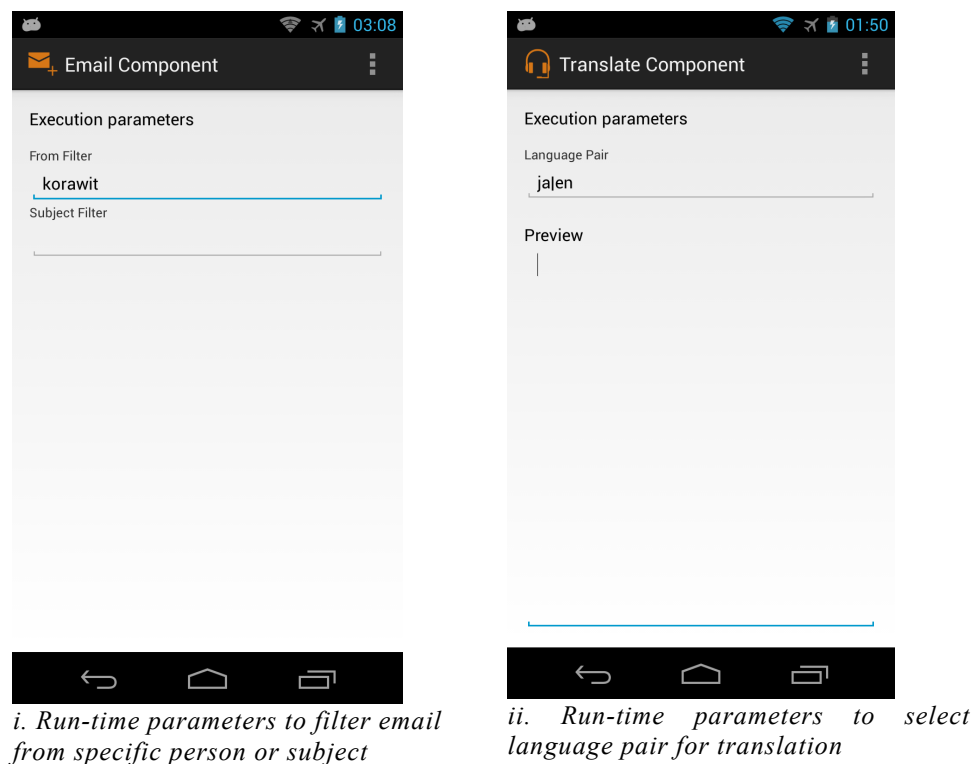 03:08
Email Component
Execution parameters
From Filter
korawit
Subject Filter
i. Run-time parameters to filter email
from specific person or subject
01:50
Translate Component
Execution parameters
Language Pair
ja|en
Preview
ii. Run-time parameters to select
language pair for translation